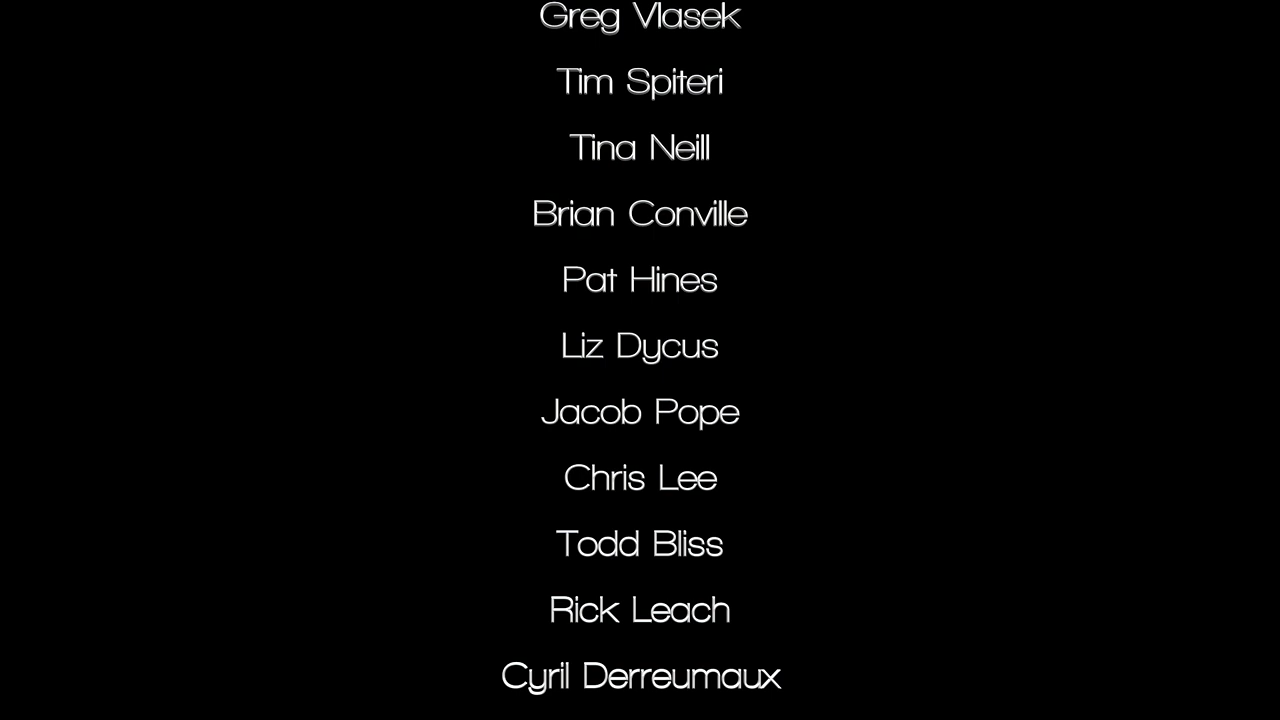 Greg Vlasek
Tim Spiteri
Tina Neill
Brian Conville
Pat Hines
Liz Dycus
Jacob Pope
Chris Lee
Todd Bliss
Rick Leach
Cyril Derreumaux